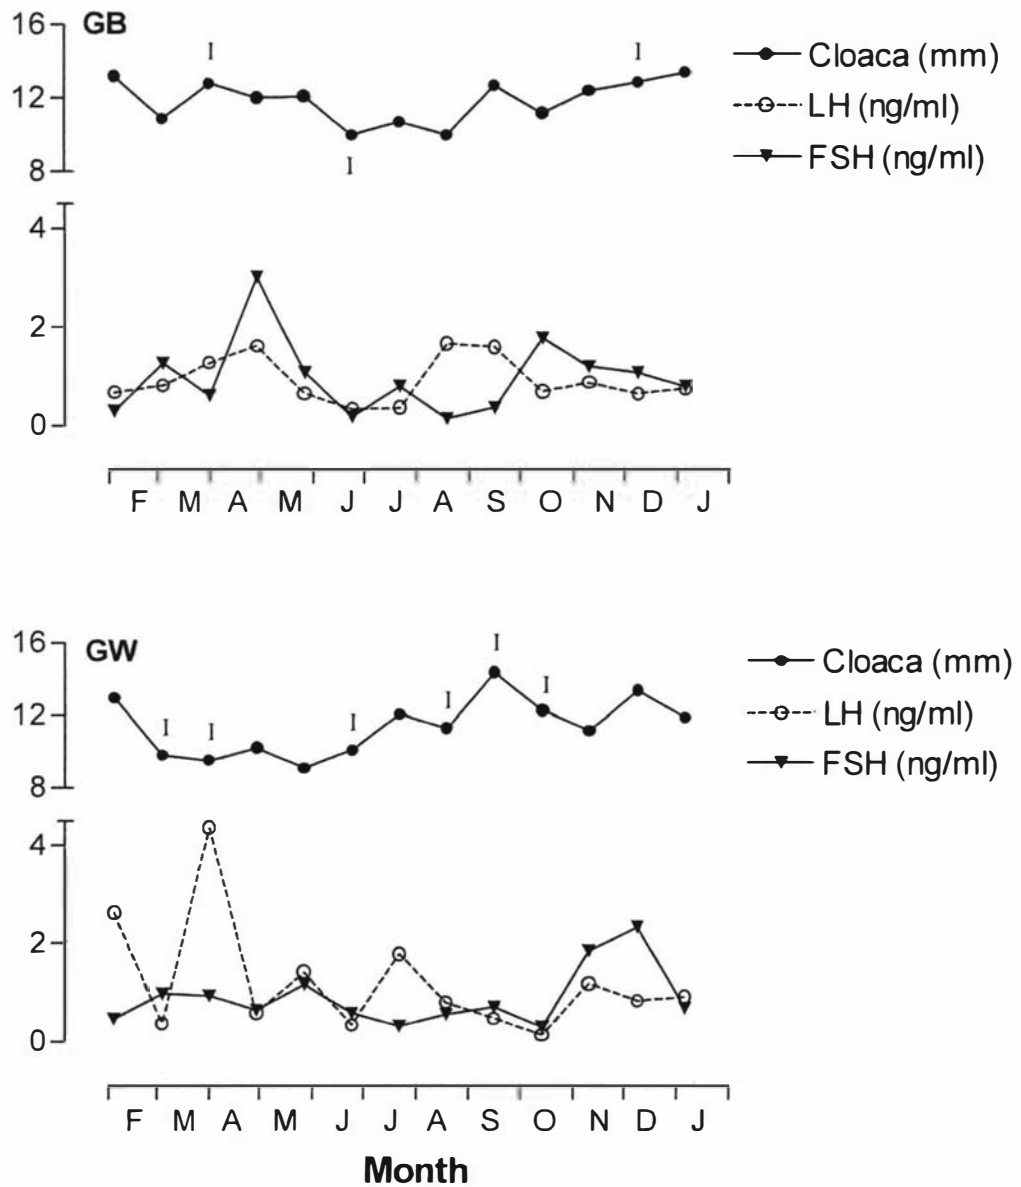 16 GB
12
8
I
I
I
Cloaca (mm)
LH (ng/ml)
FSH (ng/ml)
4
2
0
F M A M J J A S O N D J
16 GW
12
8
I I I I I I
Cloaca (mm)
LH (ng/ml)
FSH (ng/ml)
4
2
0
F M A M J J A S O N D J
Month